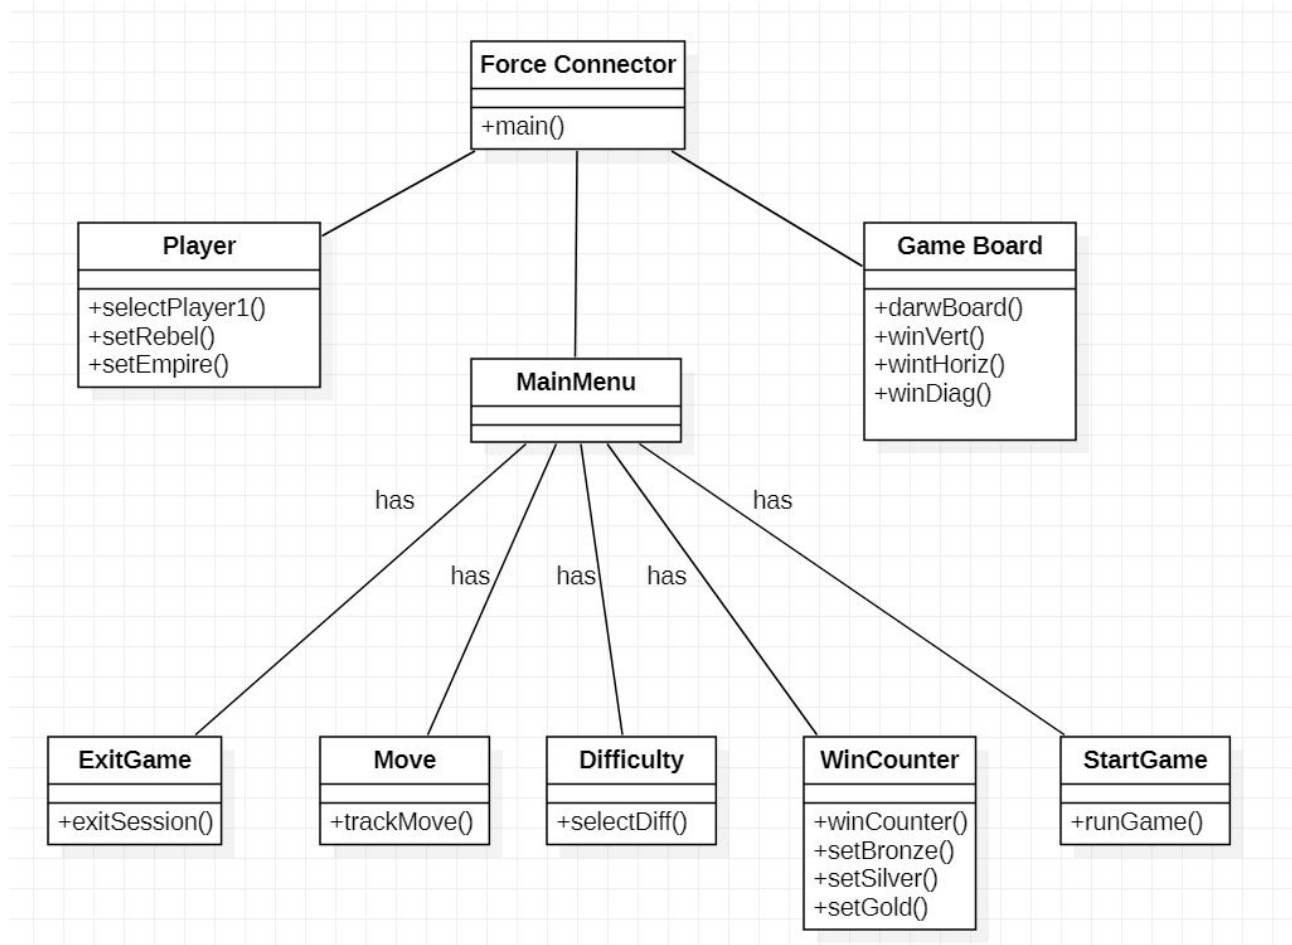 Force Connector
+main()
Player
+selectPlayer1()
+setRebel()
+setEmpire()
Game Board
+darwBoard()
+winVert()
+wintHoriz()
+winDiag()
MainMenu
has
has
has
has
has
ExitGame
+exitSession()
Move
+trackMove()
Difficulty
+selectDiff()
WinCounter
+winCounter()
+setBronze()
+setSilver()
+setGold()
StartGame
+runGame()